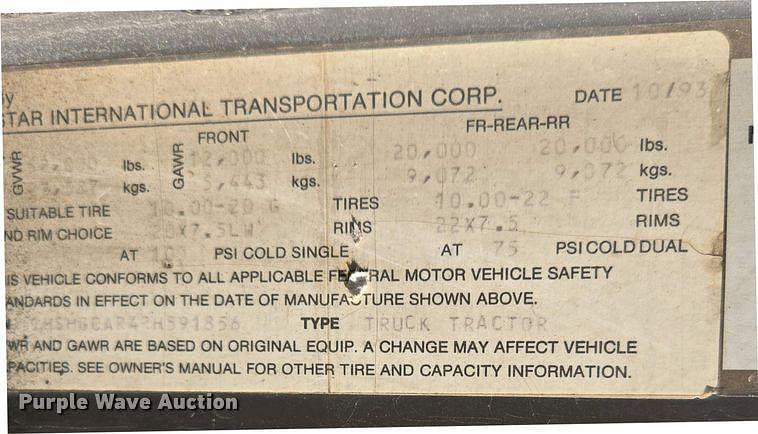 by
STAR INTERNATIONAL TRANSPORTATION CORP. DATE 10/93
FRONT FR-REAR-RR
GVWR lbs. GAWR 12,000 lbs. 20,000 20,000 lbs.
kgs. 5,443 kgs. 9,072 9,072 kgs.
SUITABLE TIRE 10.00-20 G TIRES 10.00-22 F TIRES
ND RIM CHOICE RIMS 22X7.5 RIMS
AT PSI COLD SINGLE AT 75 PSI COLD DUAL
IS VEHICLE CONFORMS TO ALL APPLICABLE FEDERAL MOTOR VEHICLE SAFETY
ANDARDS IN EFFECT ON THE DATE OF MANUFACTURE SHOWN ABOVE.
TYPE TRUCK TRACTOR
WR AND GAWR ARE BASED ON ORIGINAL EQUIP. A CHANGE MAY AFFECT VEHICLE
PACITIES. SEE OWNER'S MANUAL FOR OTHER TIRE AND CAPACITY INFORMATION.
Purple Wave Auction